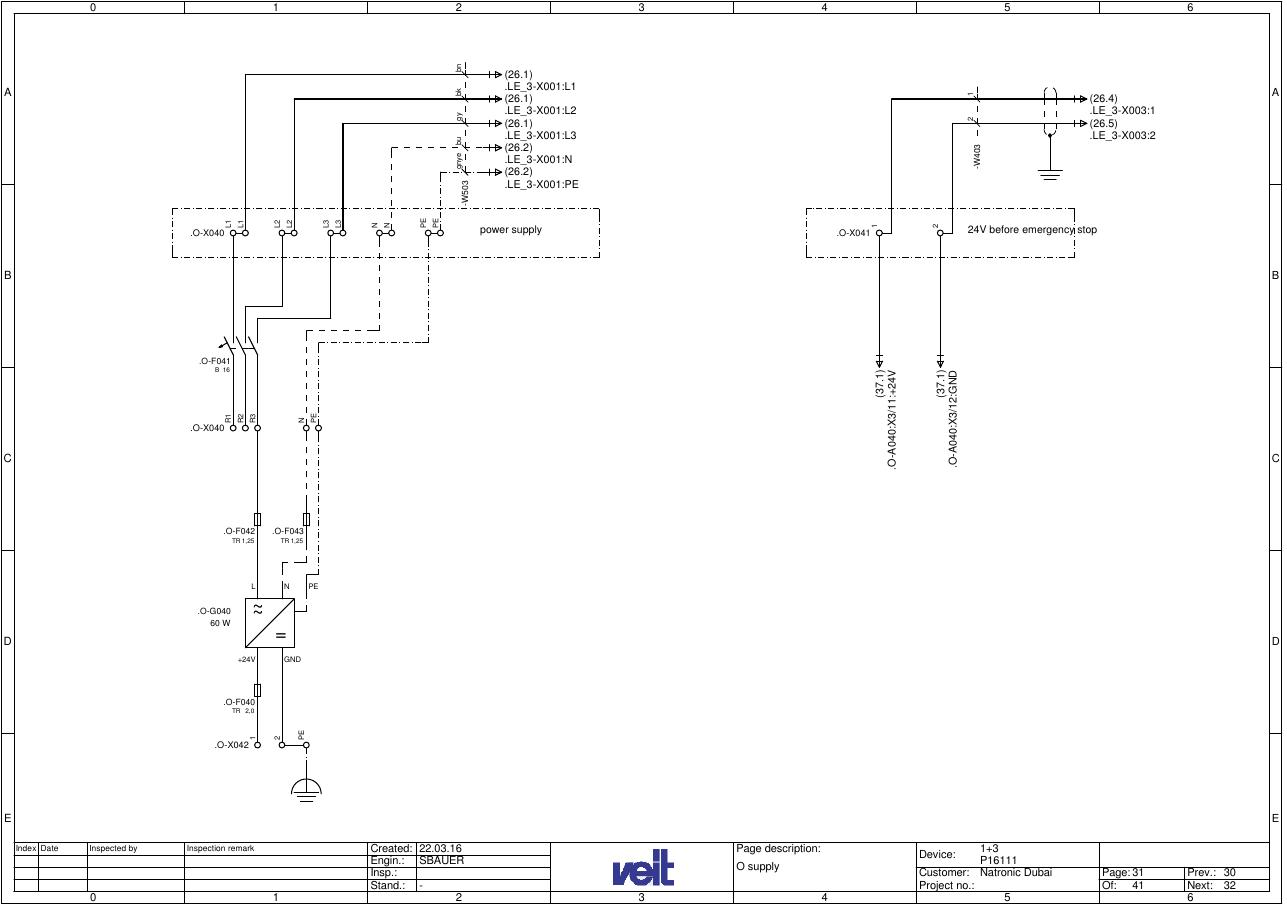 0 1 2 3 4 5 6
A A
B B
C C
D D
E E
bn (26.1)
.LE_3-X001:L1
bk (26.1)
.LE_3-X001:L2
gy (26.1)
.LE_3-X001:L3
bu (26.2)
.LE_3-X001:N
gnye (26.2)
.LE_3-X001:PE
-W503
.O-X040 L1 L1 L2 L2 L3 L3 N N PE PE power supply
.O-F041
B 16
.O-X040 R1 R2 R3 N PE
.O-F042
TR 1,25
.O-F043
TR 1,25
L N PE
.O-G040
60 W
≈
=
+24V GND
.O-F040
TR 2,0
.O-X042 1 2 PE
1 (26.4)
.LE_3-X003:1
2 (26.5)
.LE_3-X003:2
-W403
.O-X041 1 2 24V before emergency stop
(37.1)
.O-A040:X3/11:+24V
(37.1)
.O-A040:X3/12:GND
Index Date Inspected by Inspection remark
Created: 22.03.16
Engin.: SBAUER
Insp.:
Stand.: -
veit
Page description:
O supply
Device: 1+3
P16111
Customer: Natronic Dubai
Project no.:
Page: 31 Prev.: 30
Of: 41 Next: 32
0 1 2 3 4 5 6